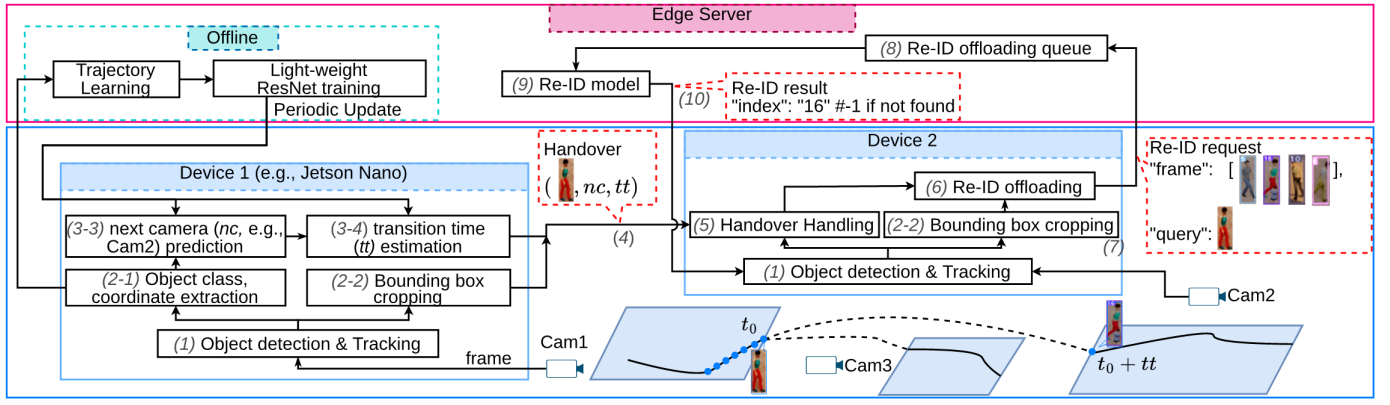 Edge Server
Offline
Trajectory
Learning
Light-weight
ResNet training
Periodic Update
(8) Re-ID offloading queue
(9) Re-ID model
(10)
Re-ID result
"index": "16" #-1 if not found
Device 1 (e.g., Jetson Nano)
(3-3) next camera (nc, e.g.,
Cam2) prediction
(3-4) transition time
(tt) estimation
(2-1) Object class,
coordinate extraction
(2-2) Bounding box
cropping
(1) Object detection & Tracking
frame
Handover
( , nc, tt)
(4)
Device 2
(6) Re-ID offloading
(5) Handover Handling
(2-2) Bounding box cropping
(7)
(1) Object detection & Tracking
Re-ID request
"frame": [ ],
"query":
Cam1
Cam2
Cam3
t0
t0 + tt